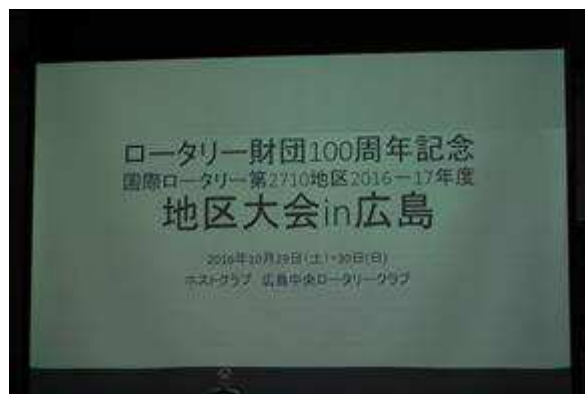 ロータリー財団100周年記念
国際ロータリー第2710地区2016－17年度
地区大会in広島
2016年10月29日(土)・30日(日)
ホストクラブ 広島中央ロータリークラブ